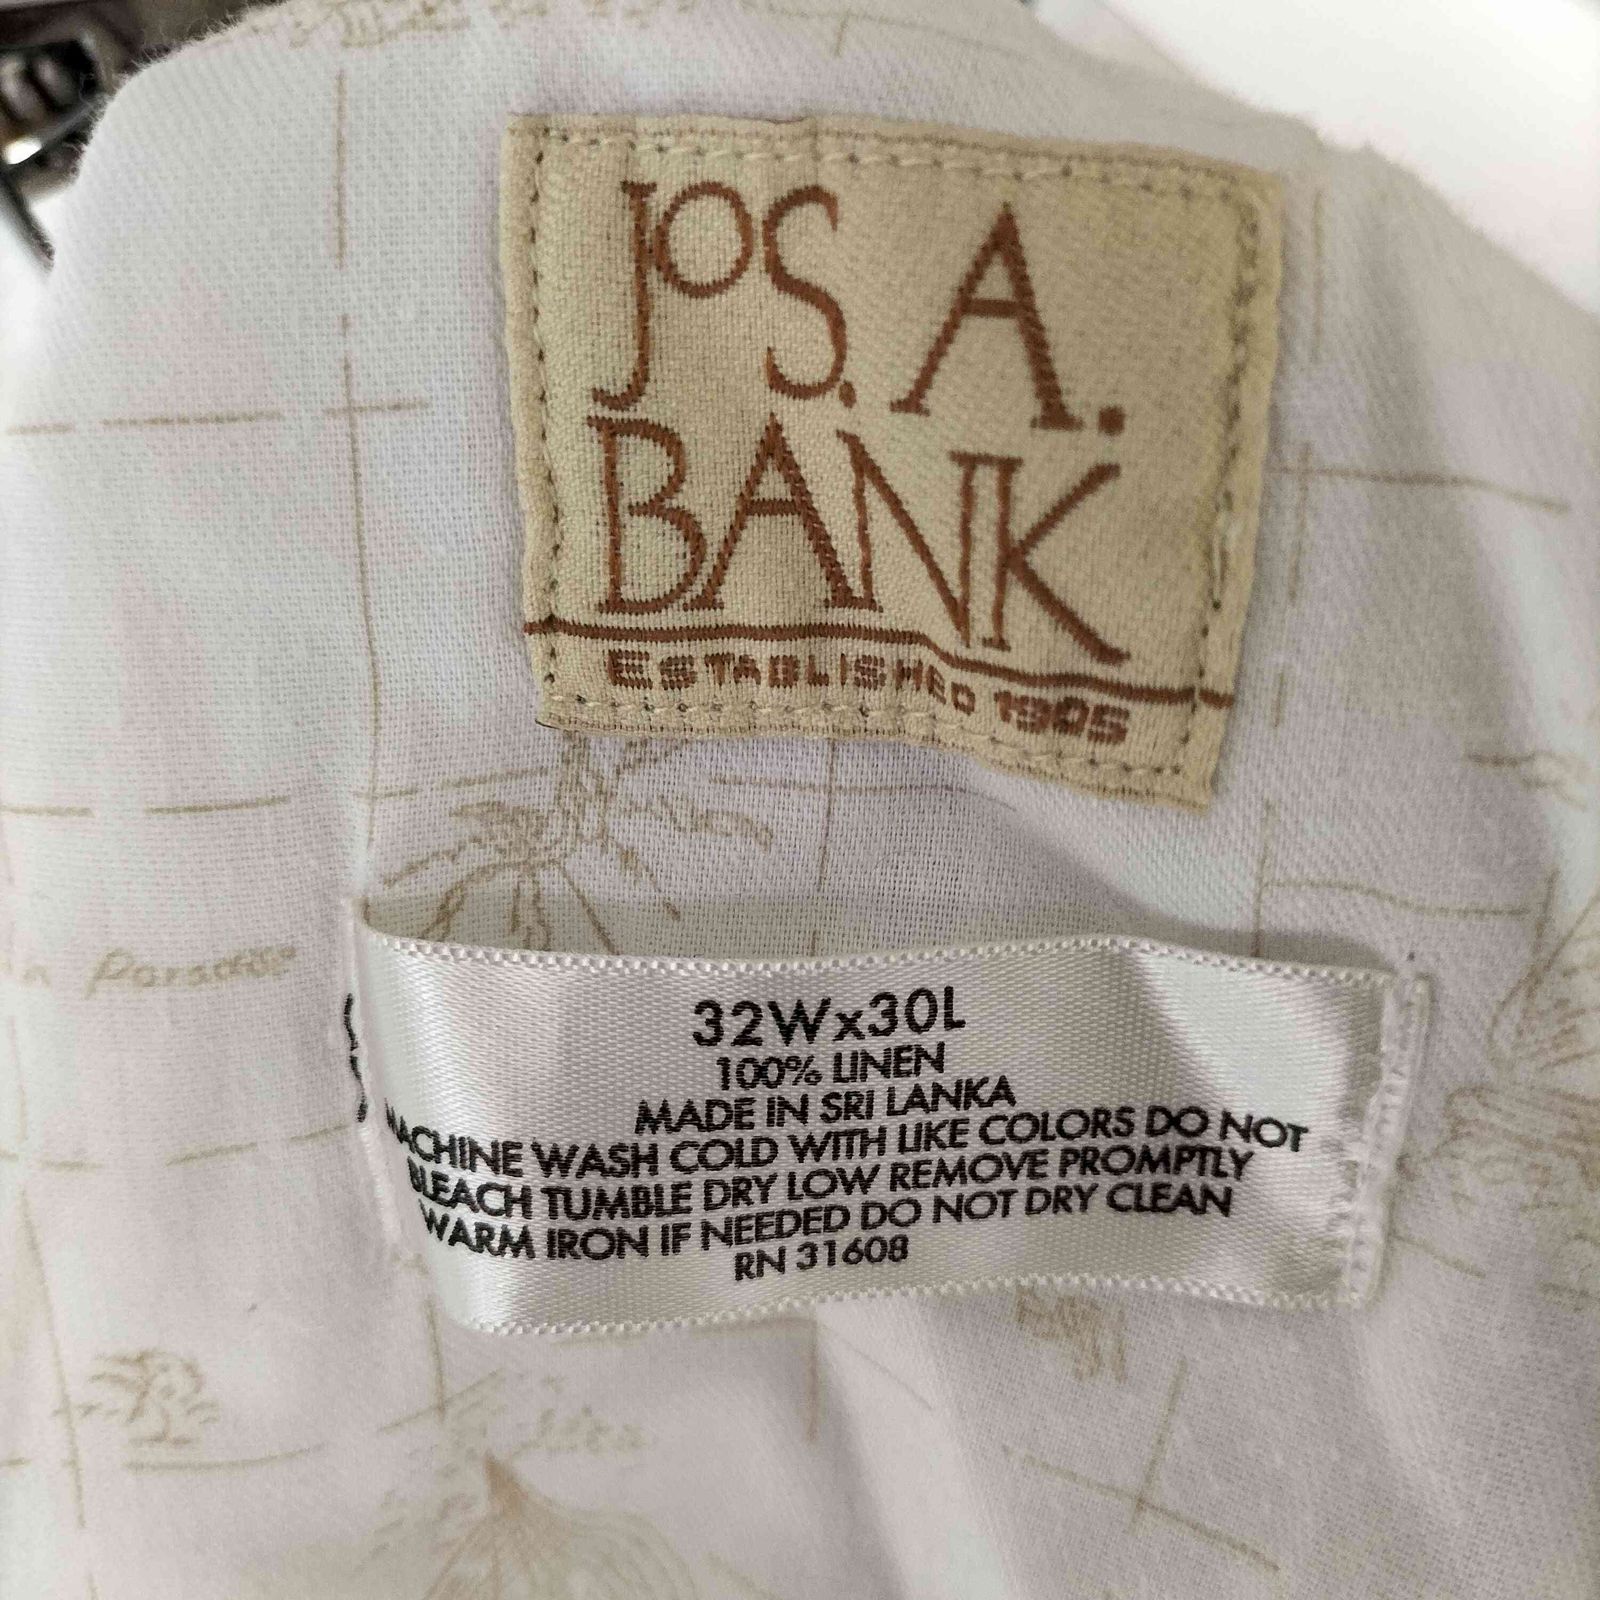 JOS. A.
BANK
ESTABLISHED 1905
Paradise
32Wx30L
100% LINEN
MADE IN SRI LANKA
MACHINE WASH COLD WITH LIKE COLORS DO NOT
BLEACH TUMBLE DRY LOW REMOVE PROMPTLY
WARM IRON IF NEEDED DO NOT DRY CLEAN
RN 31608